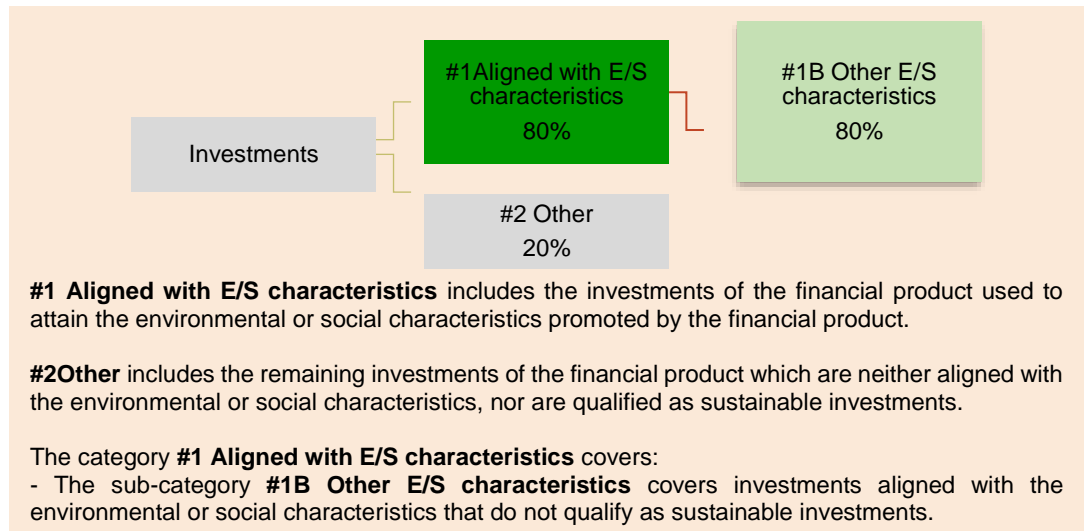 #1Aligned with E/S
characteristics
80%
#1B Other E/S
characteristics
80%
Investments
#2 Other
20%
#1 Aligned with E/S characteristics includes the investments of the financial product used to
attain the environmental or social characteristics promoted by the financial product.
#2Other includes the remaining investments of the financial product which are neither aligned with
the environmental or social characteristics, nor are qualified as sustainable investments.
The category #1 Aligned with E/S characteristics covers:
- The sub-category #1B Other E/S characteristics covers investments aligned with the
environmental or social characteristics that do not qualify as sustainable investments.